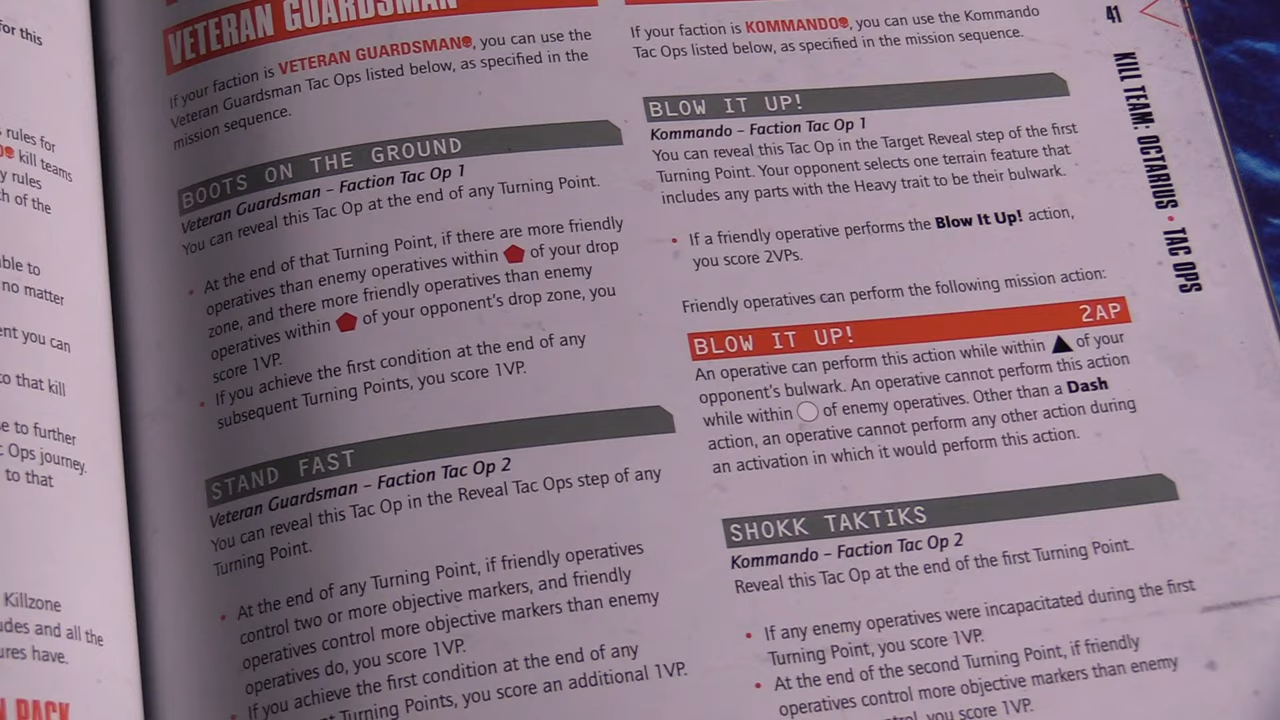 for this
rules for
kill teams
y rules
h of the
ble to
no matter
ent you can
to that kill
e to further
Ops journey.
to that
Killzone
udes and all the
ures have.
PACK
VETERAN GUARDSMAN
If your faction is VETERAN GUARDSMAN, you can use the
Veteran Guardsman Tac Ops listed below, as specified in the
mission sequence.
BOOTS ON THE GROUND
Veteran Guardsman – Faction Tac Op 1
You can reveal this Tac Op at the end of any Turning Point.
• At the end of that Turning Point, if there are more friendly
operatives than enemy operatives within of your drop
zone, and there more friendly operatives than enemy
operatives within of your opponent's drop zone, you
score 1VP.
• If you achieve the first condition at the end of any
subsequent Turning Points, you score 1VP.
STAND FAST
Veteran Guardsman – Faction Tac Op 2
You can reveal this Tac Op in the Reveal Tac Ops step of any
Turning Point.
• At the end of any Turning Point, if friendly operatives
control two or more objective markers, and friendly
operatives control more objective markers than enemy
operatives do, you score 1VP.
• If you achieve the first condition at the end of any
Turning Points, you score an additional 1VP.
If your faction is KOMMANDO, you can use the Kommando
Tac Ops listed below, as specified in the mission sequence.
BLOW IT UP!
Kommando – Faction Tac Op 1
You can reveal this Tac Op in the Target Reveal step of the first
Turning Point. Your opponent selects one terrain feature that
includes any parts with the Heavy trait to be their bulwark.
• If a friendly operative performs the Blow It Up! action,
you score 2VPs.
Friendly operatives can perform the following mission action:
BLOW IT UP! 2AP
An operative can perform this action while within of your
opponent's bulwark. An operative cannot perform this action
while within of enemy operatives. Other than a Dash
action, an operative cannot perform any other action during
an activation in which it would perform this action.
SHOKK TAKTIKS
Kommando – Faction Tac Op 2
Reveal this Tac Op at the end of the first Turning Point.
• If any enemy operatives were incapacitated during the first
Turning Point, you score 1VP.
• At the end of the second Turning Point, if friendly
operatives control more objective markers than enemy
you score 1VP.
41
KILL TEAM: OCTARIUS • TAC OPS